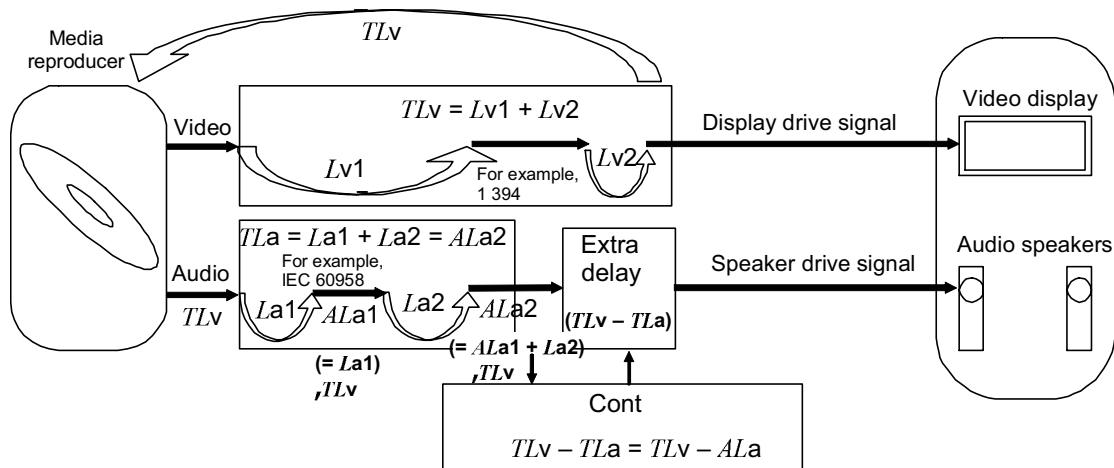 TLv
Media
reproducer
Video
TLv = Lv1 + Lv2
Lv1
For example,
1 394
Lv2
Display drive signal
Video display
Audio
TLv
TLa = La1 + La2 = ALa2
For example,
IEC 60958
La1
ALa1
(= La1)
,TLv
La2
ALa2
(= ALa1 + La2)
,TLv
Extra
delay
(TLv – TLa)
Speaker drive signal
Audio speakers
Cont
TLv – TLa = TLv – ALa